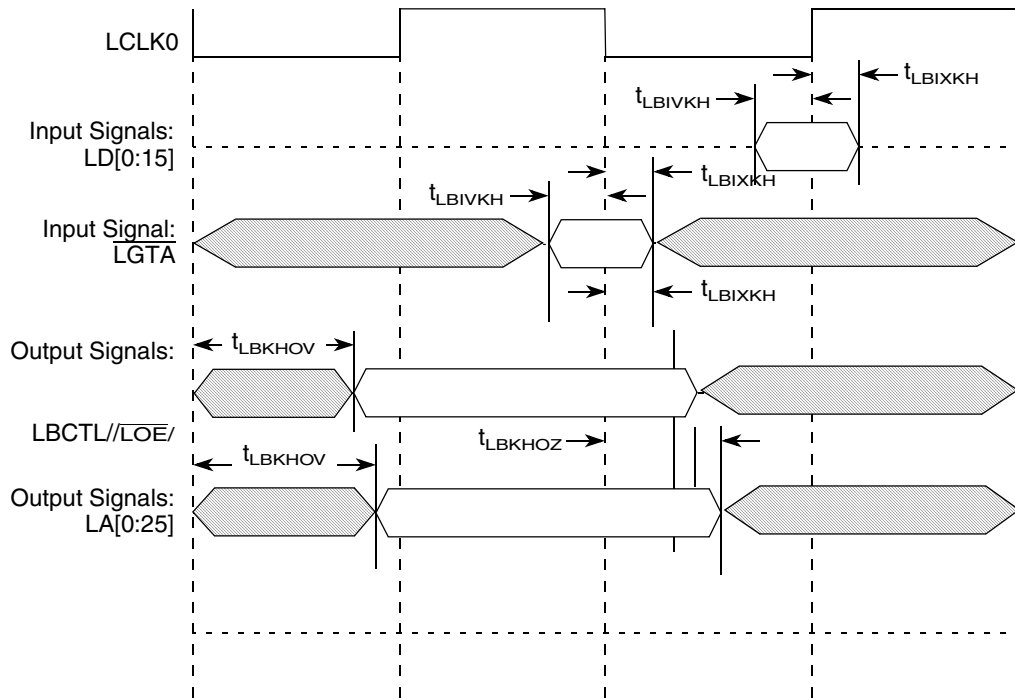 LCLK0
tLBIXKH
tLBIVKH
Input Signals:
LD[0:15]
tLBIXKH
tLBIVKH
Input Signal:
LGTA
tLBIXKH
Output Signals:
tLBKHOV
LBCTL//LOE/
tLBKHOZ
tLBKHOV
Output Signals:
LA[0:25]